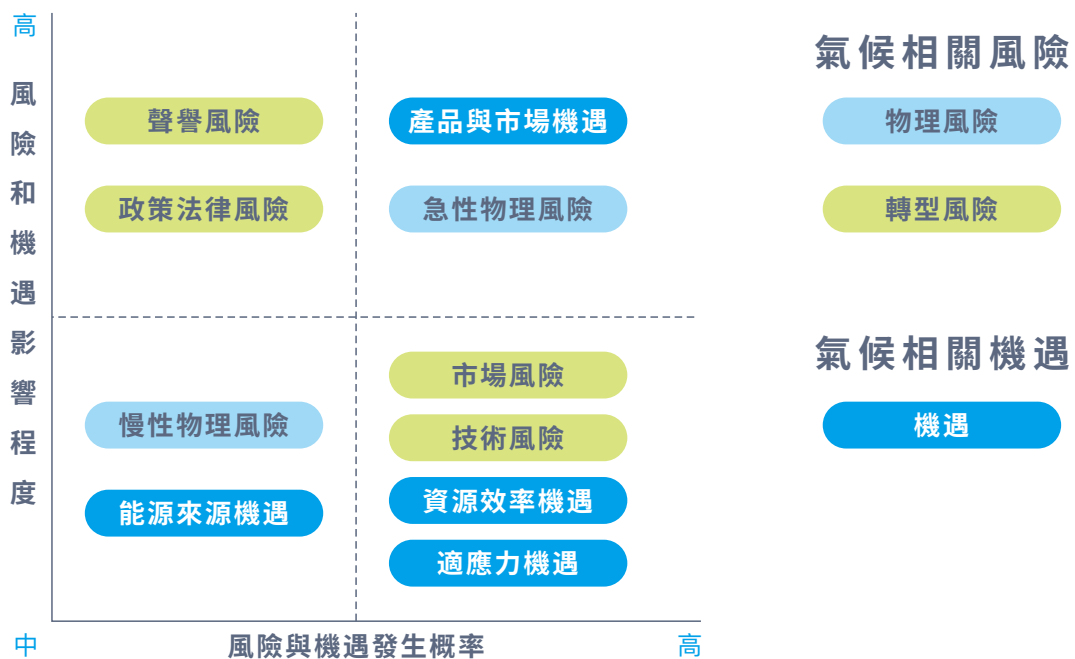 高
風險和機遇影響程度
聲譽風險
政策法律風險
產品與市場機遇
急性物理風險
慢性物理風險
能源來源機遇
市場風險
技術風險
資源效率機遇
適應力機遇
中
風險與機遇發生概率
高
氣候相關風險
物理風險
轉型風險
氣候相關機遇
機遇